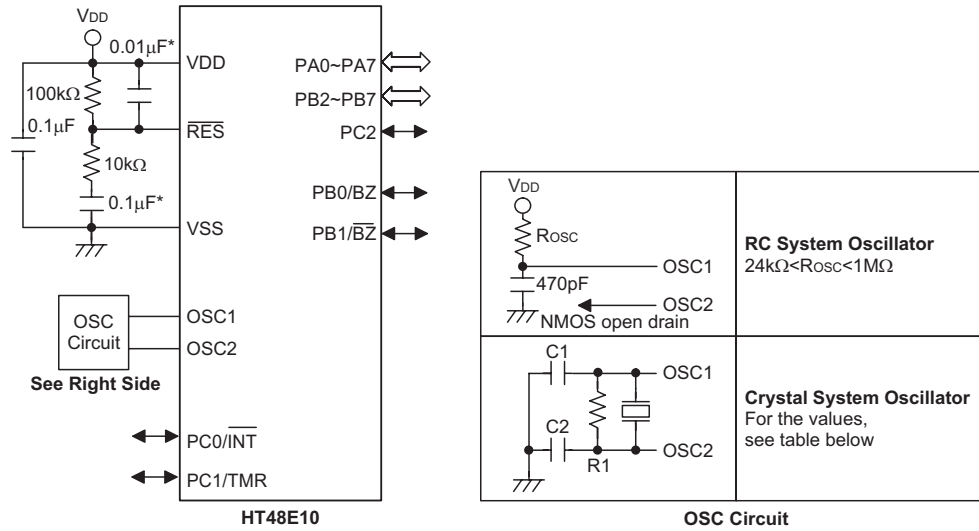 VDD
0.01μF*
VDD
100kΩ
0.1μF
RES
10kΩ
0.1μF*
VSS
OSC
Circuit
OSC1
OSC2
See Right Side
PC0/INT
PC1/TMR
PA0~PA7
PB2~PB7
PC2
PB0/BZ
PB1/BZ
HT48E10
VDD
ROSC
OSC1
470pF
OSC2
NMOS open drain
RC System Oscillator
24kΩ<ROSC<1MΩ
C1
OSC1
C2
OSC2
R1
Crystal System Oscillator
For the values,
see table below
OSC Circuit